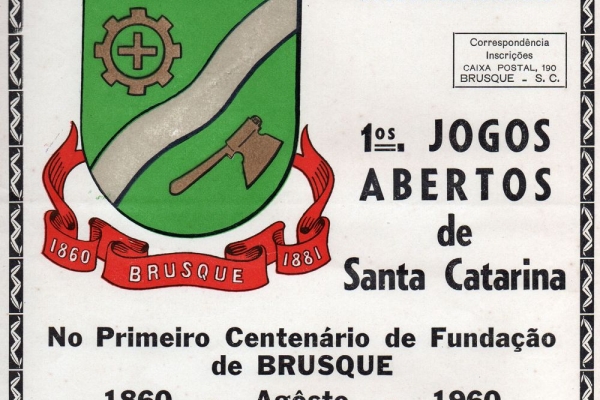 Correspondência
Inscrições
CAIXA POSTAL, 190
BRUSQUE - S. C.
1ºs. JOGOS
ABERTOS
de
Santa Catarina
1860 BRUSQUE 1881
No Primeiro Centenário de Fundação
de BRUSQUE
1860 Agôsto 1960